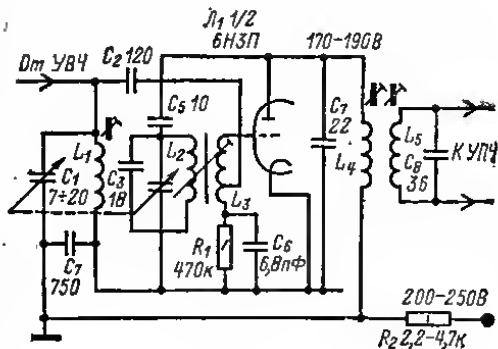 Л1 1/2
6Н3П
170-190В
От УВЧ
C2 120
C5 10
C7
22
L1
C1
7÷20
C3
18
L2
L3
L4
L5
C8
36
К УПЧ
C7
750
R1
470к
C6
6,8пФ
200-250В
R2 2,2-4,7к